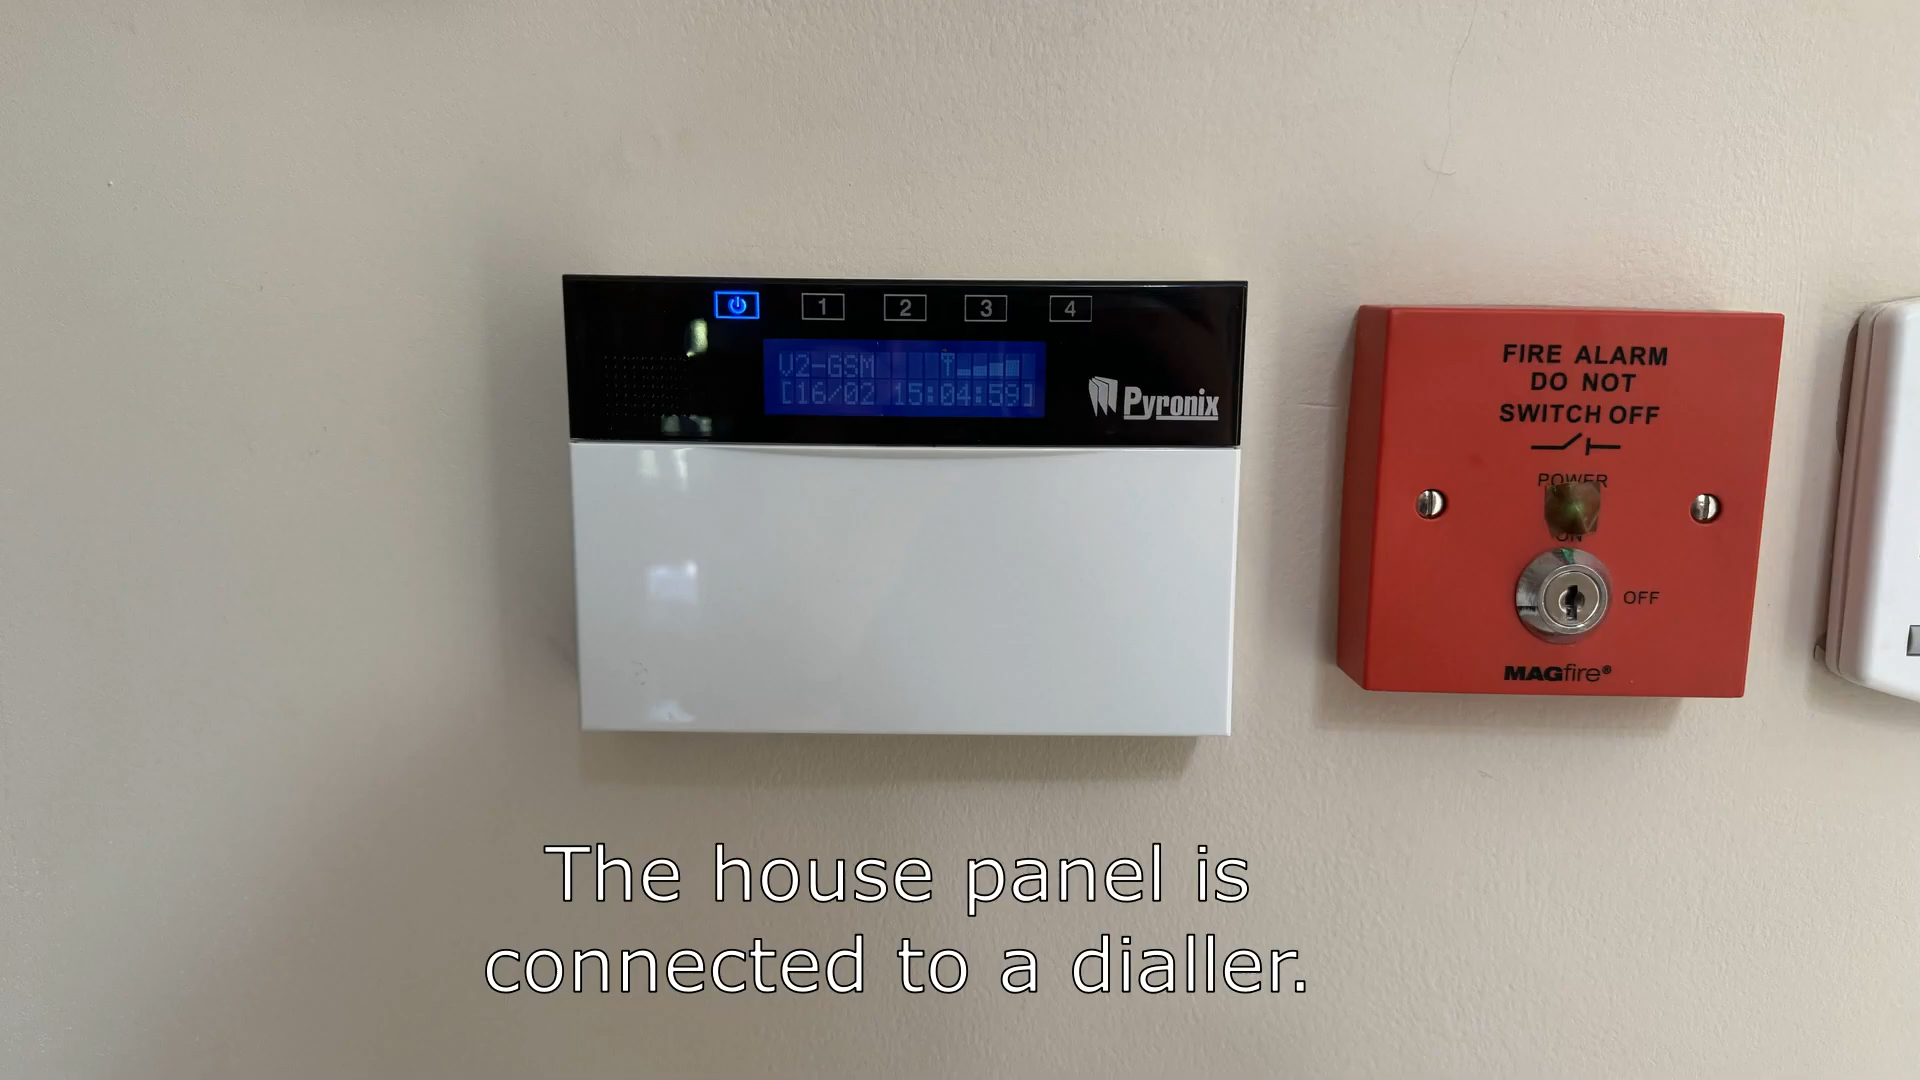 1 2 3 4
V2-GSM
[16/02 15:04:59]
Pyronix
FIRE ALARM
DO NOT
SWITCH OFF
POWER
ON
OFF
MAGfire®
The house panel is
connected to a dialler.